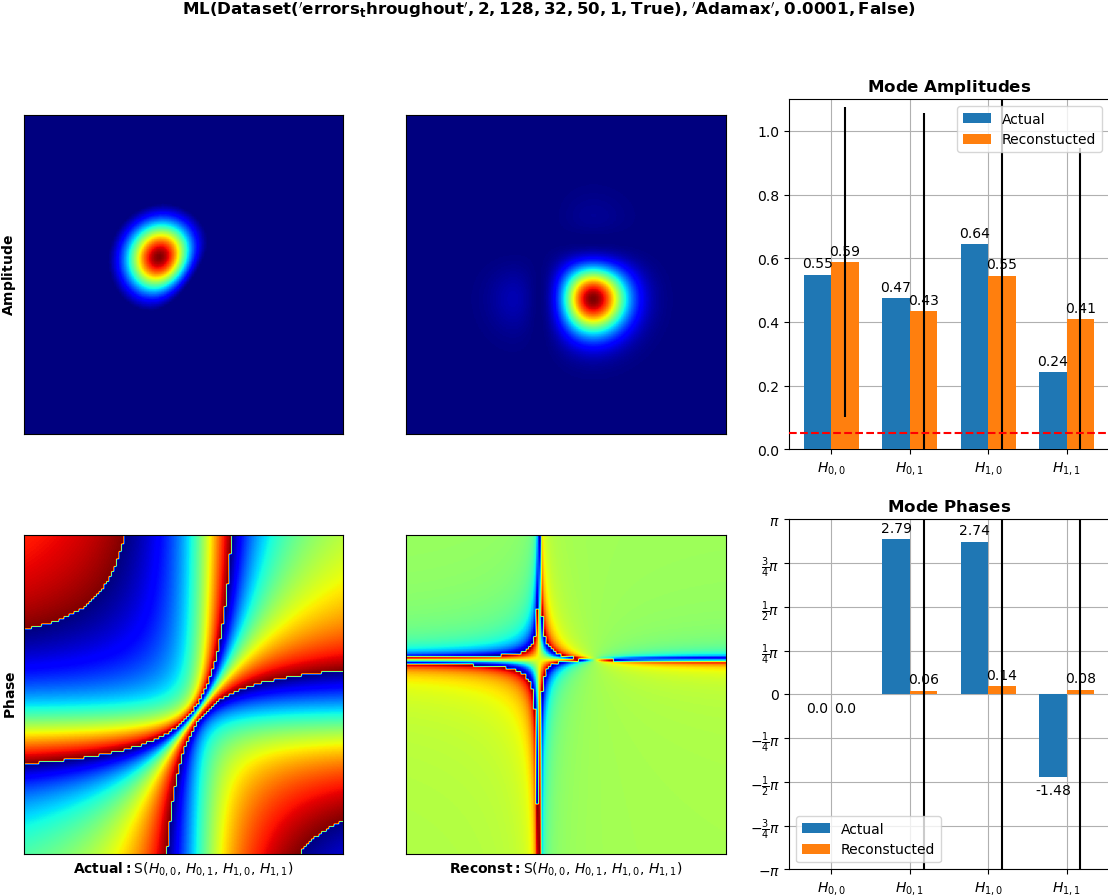 ML(Dataset('errors_throughout', 2, 128, 32, 50, 1, True), 'Adamax', 0.0001, False)
Amplitude
Mode Amplitudes
Actual
Reconstucted
1.0
0.8
0.6
0.4
0.2
0.0
0.55
0.59
0.47
0.43
0.64
0.55
0.24
0.41
H0,0
H0,1
H1,0
H1,1
Phase
Actual: S(H0,0, H0,1, H1,0, H1,1)
Reconst: S(H0,0, H0,1, H1,0, H1,1)
Mode Phases
π
3/4π
1/2π
1/4π
0
−1/4π
−1/2π
−3/4π
−π
0.0
0.0
2.79
0.06
2.74
0.14
-1.48
0.08
Actual
Reconstucted
H0,0
H0,1
H1,0
H1,1